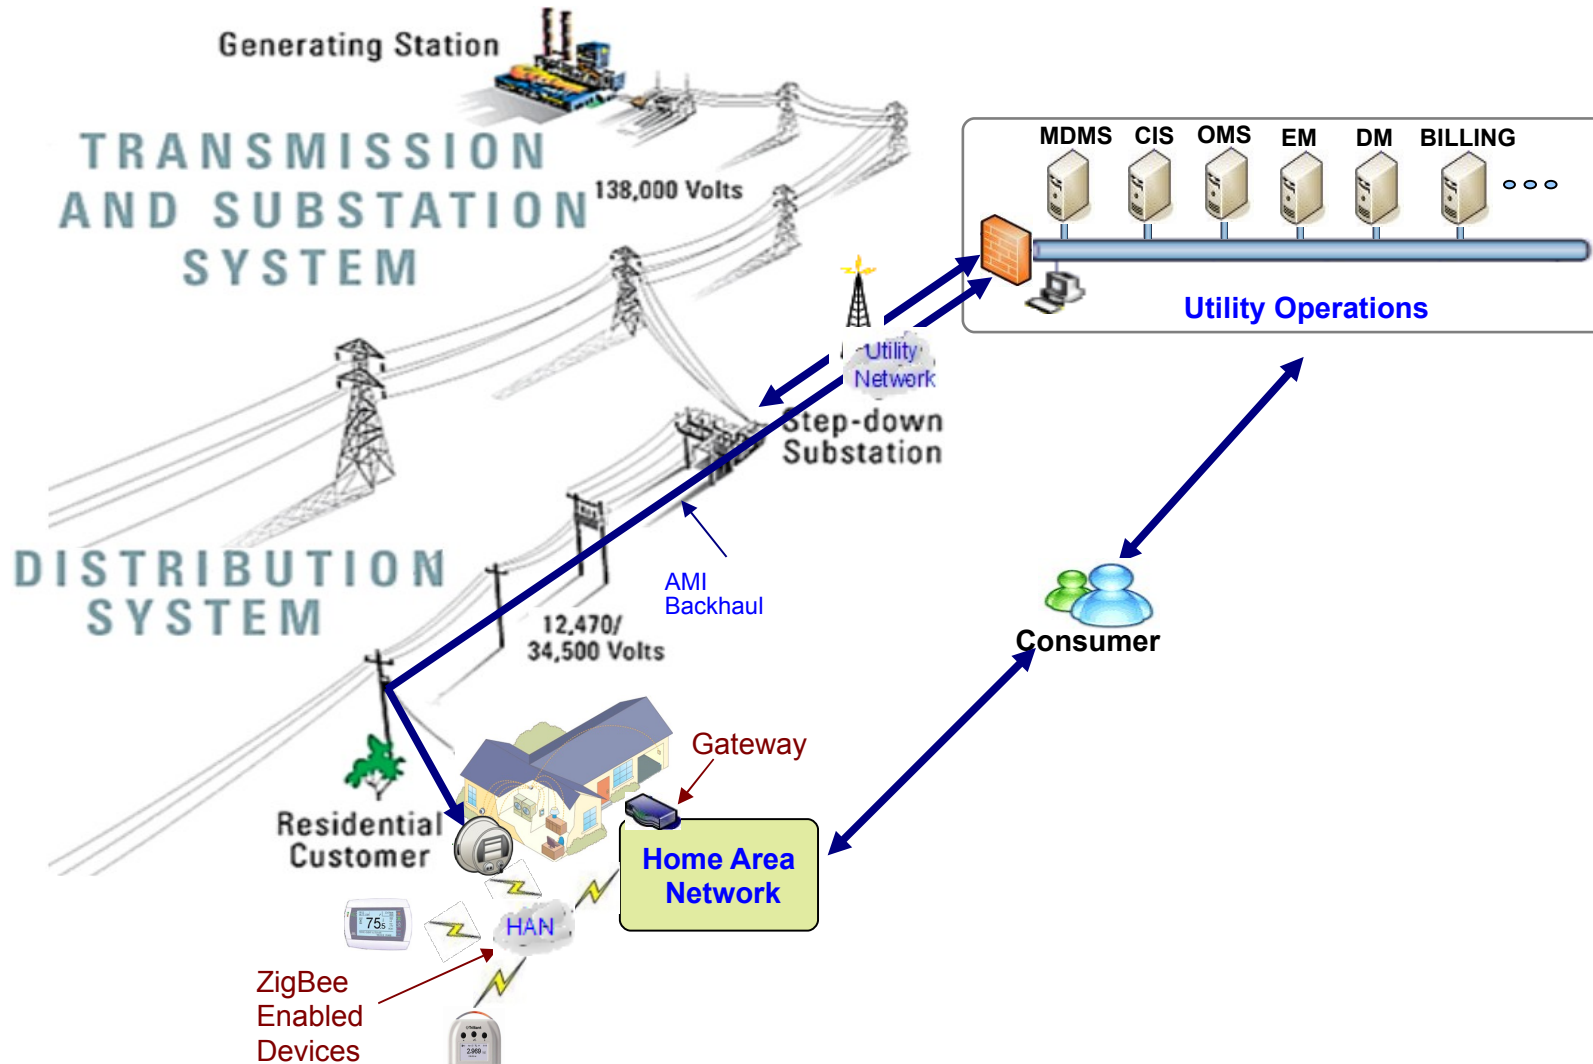 Generating Station
TRANSMISSION
AND SUBSTATION
SYSTEM
138,000 Volts
MDMS CIS OMS EM DM BILLING
Utility Operations
Utility
Network
Step-down
Substation
DISTRIBUTION
SYSTEM
AMI
Backhaul
12,470/
34,500 Volts
Consumer
Gateway
Residential
Customer
Home Area
Network
HAN
75
ZigBee
Enabled
Devices
2.969